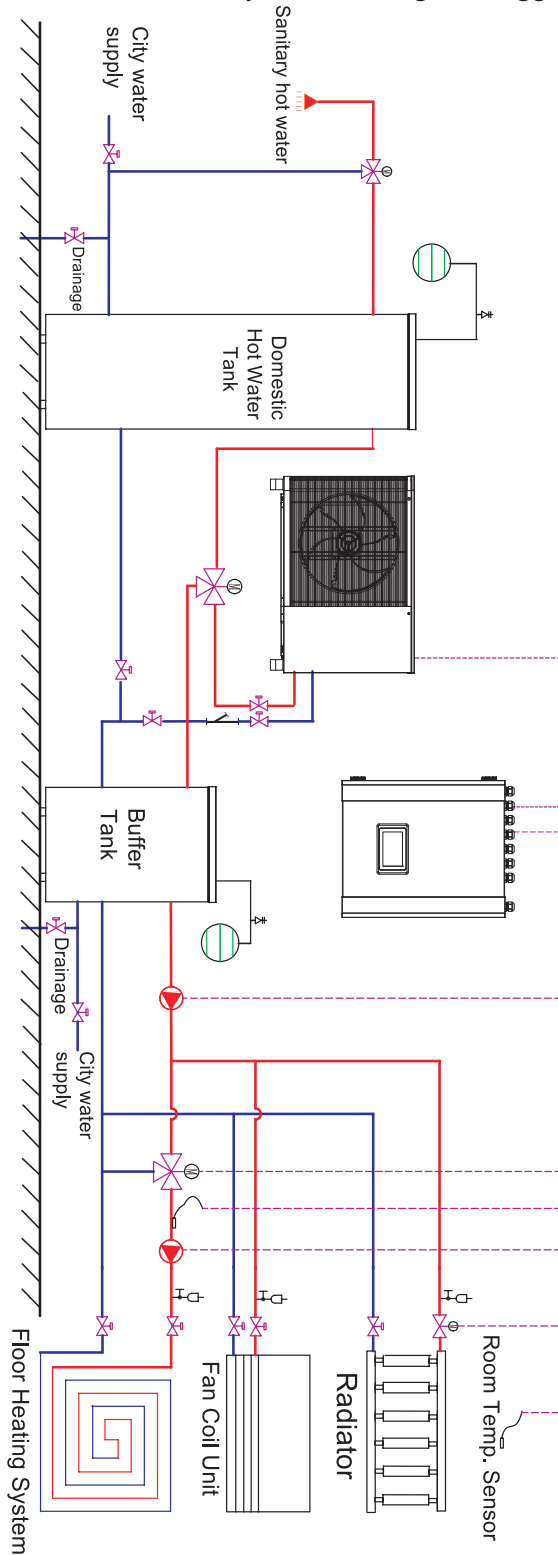 Sanitary hot water
City water
supply
Drainage
Domestic
Hot Water
Tank
M
M
Buffer
Tank
Drainage
City water
supply
M
M
Room Temp. Sensor
Radiator
Fan Coil Unit
Floor Heating System